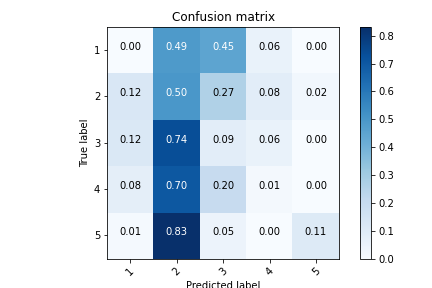 Confusion matrix
True label
1 0.00 0.49 0.45 0.06 0.00
2 0.12 0.50 0.27 0.08 0.02
3 0.12 0.74 0.09 0.06 0.00
4 0.08 0.70 0.20 0.01 0.00
5 0.01 0.83 0.05 0.00 0.11
1 2 3 4 5
Predicted label
0.8
0.7
0.6
0.5
0.4
0.3
0.2
0.1
0.0